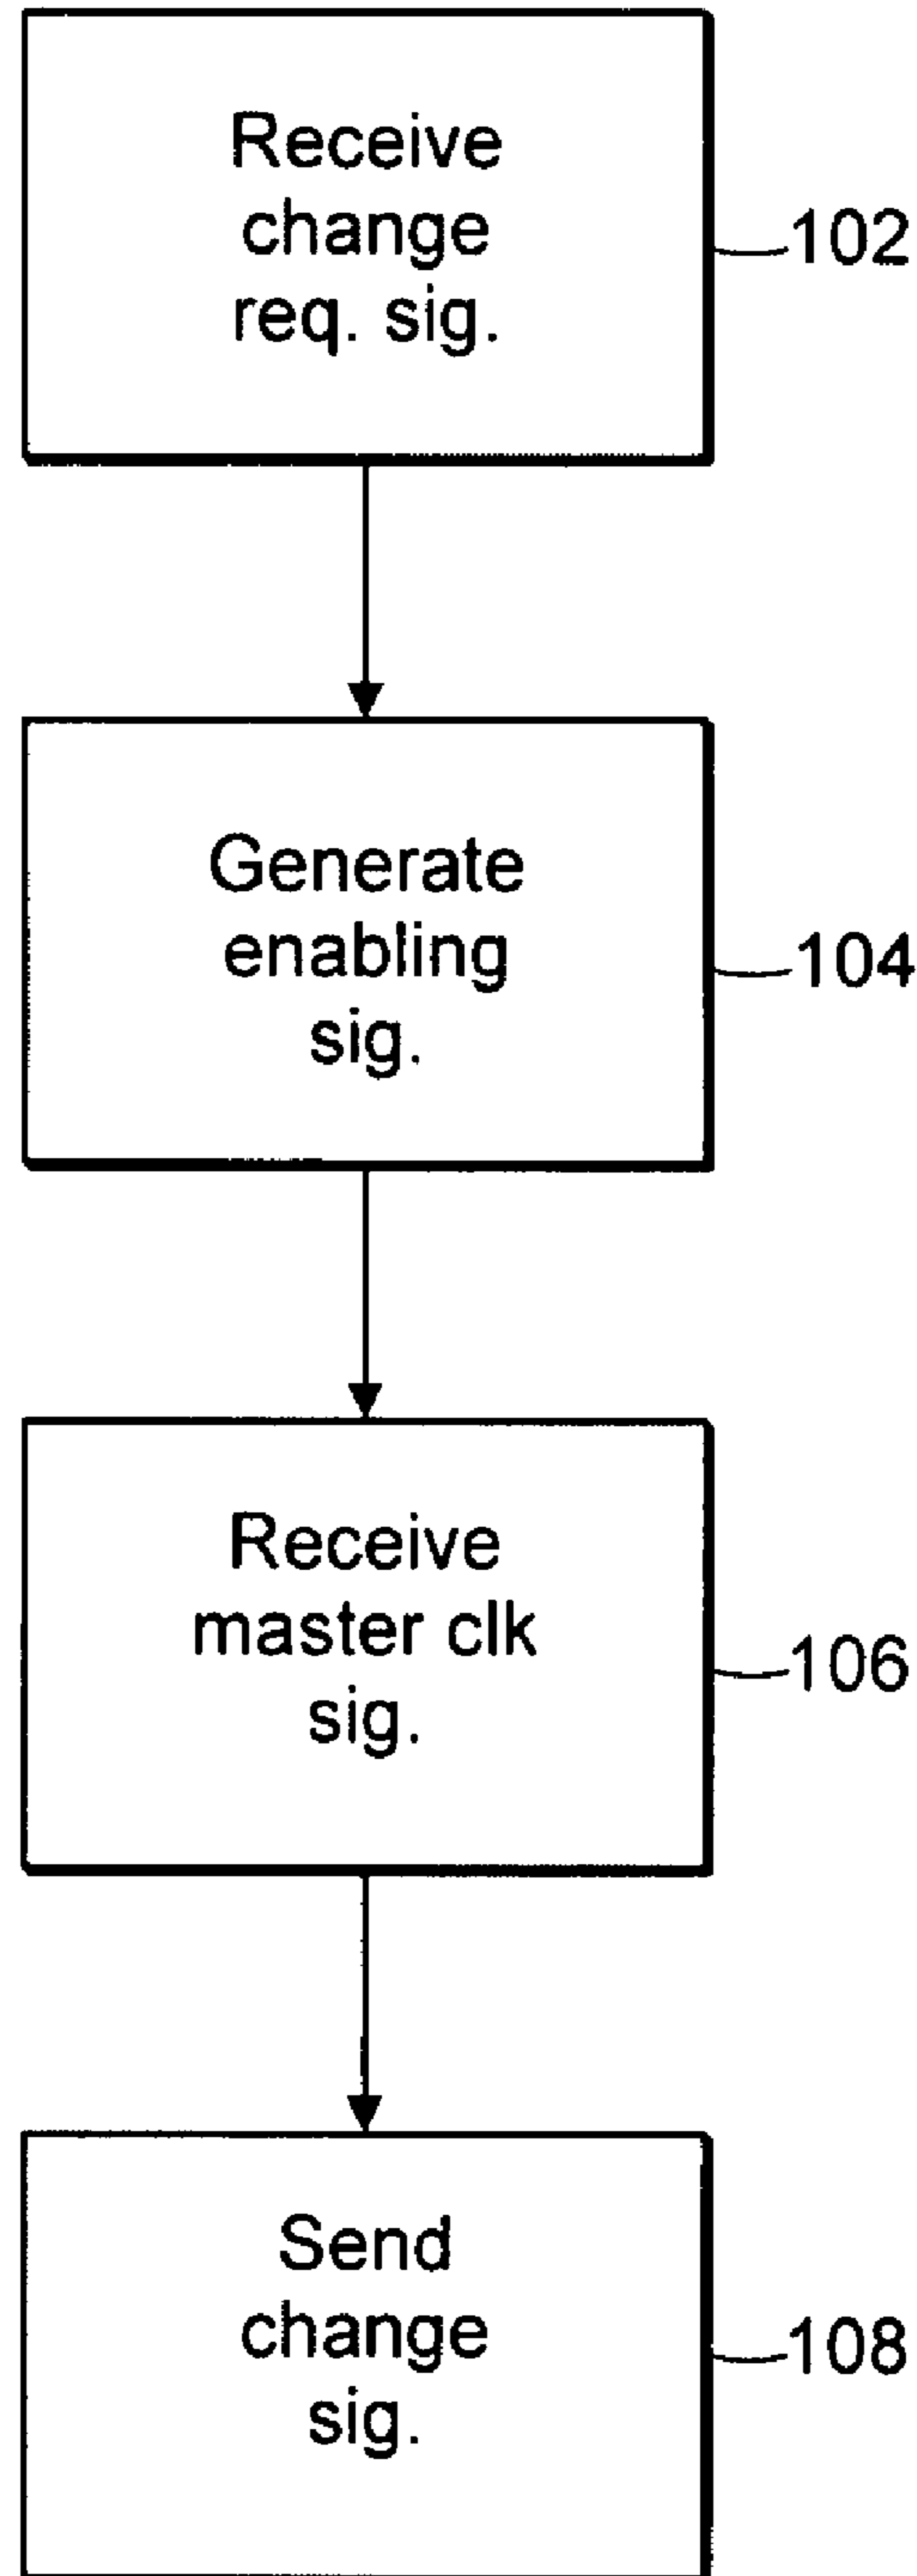 Receive
change
req. sig.
102
Generate
enabling
sig.
104
Receive
master clk
sig.
106
Send
change
sig.
108